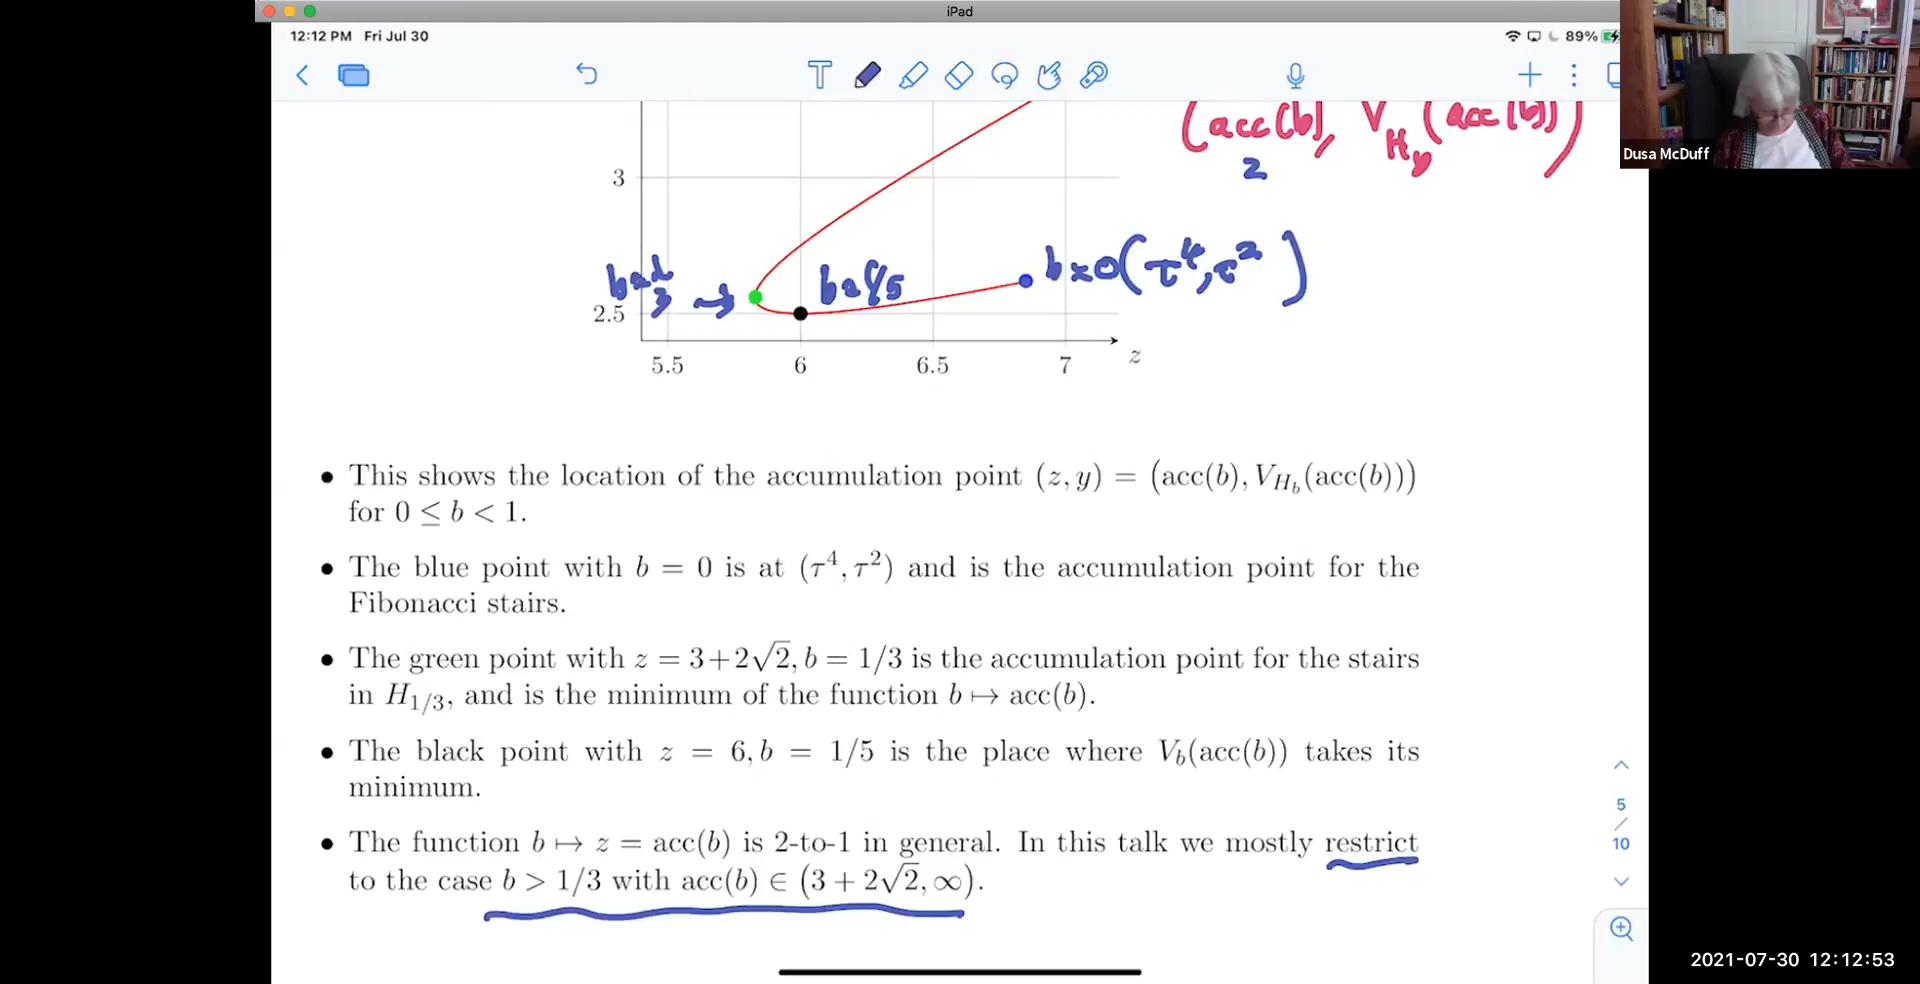 iPad
12:12 PM Fri Jul 30
89%
(acc(b), V_{H_b}(acc(b)))
z
Dusa McDuff
3
b=1/3
b=1/5
b=0 (τ⁴, τ²)
2.5
5.5 6 6.5 7 z
• This shows the location of the accumulation point (z, y) = (acc(b), V_{H_b}(acc(b)))
for 0 ≤ b < 1.
• The blue point with b = 0 is at (τ⁴, τ²) and is the accumulation point for the
Fibonacci stairs.
• The green point with z = 3+2√2, b = 1/3 is the accumulation point for the stairs
in H_{1/3}, and is the minimum of the function b ↦ acc(b).
• The black point with z = 6, b = 1/5 is the place where V_b(acc(b)) takes its
minimum.
• The function b ↦ z = acc(b) is 2-to-1 in general. In this talk we mostly restrict
to the case b > 1/3 with acc(b) ∈ (3 + 2√2, ∞).
5
/
10
2021-07-30 12:12:53